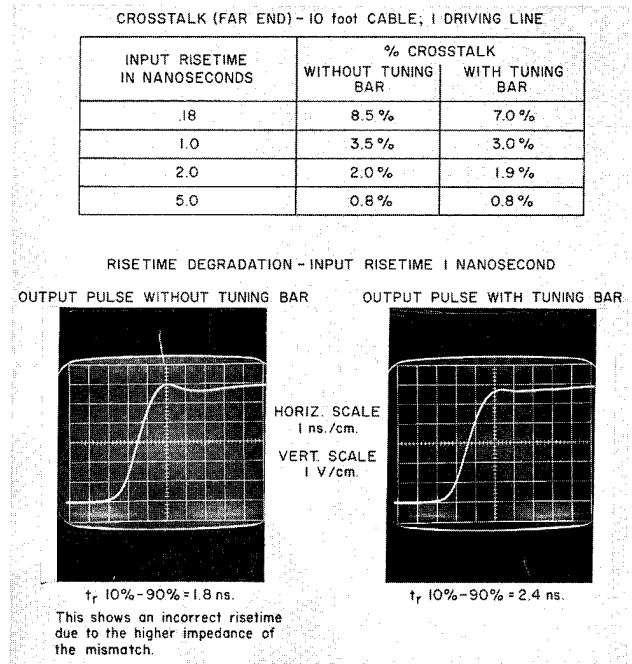 CROSSTALK (FAR END) - 10 foot CABLE; 1 DRIVING LINE
INPUT RISETIME
IN NANOSECONDS
% CROSSTALK
WITHOUT TUNING
BAR
WITH TUNING
BAR
.18
8.5%
7.0%
1.0
3.5%
3.0%
2.0
2.0%
1.9%
5.0
0.8%
0.8%
RISETIME DEGRADATION - INPUT RISETIME 1 NANOSECOND
OUTPUT PULSE WITHOUT TUNING BAR
OUTPUT PULSE WITH TUNING BAR
HORIZ. SCALE
1 ns./cm.
VERT. SCALE
1 V/cm.
tr 10%-90% = 1.8 ns.
tr 10%-90% = 2.4 ns.
This shows an incorrect risetime
due to the higher impedance of
the mismatch.